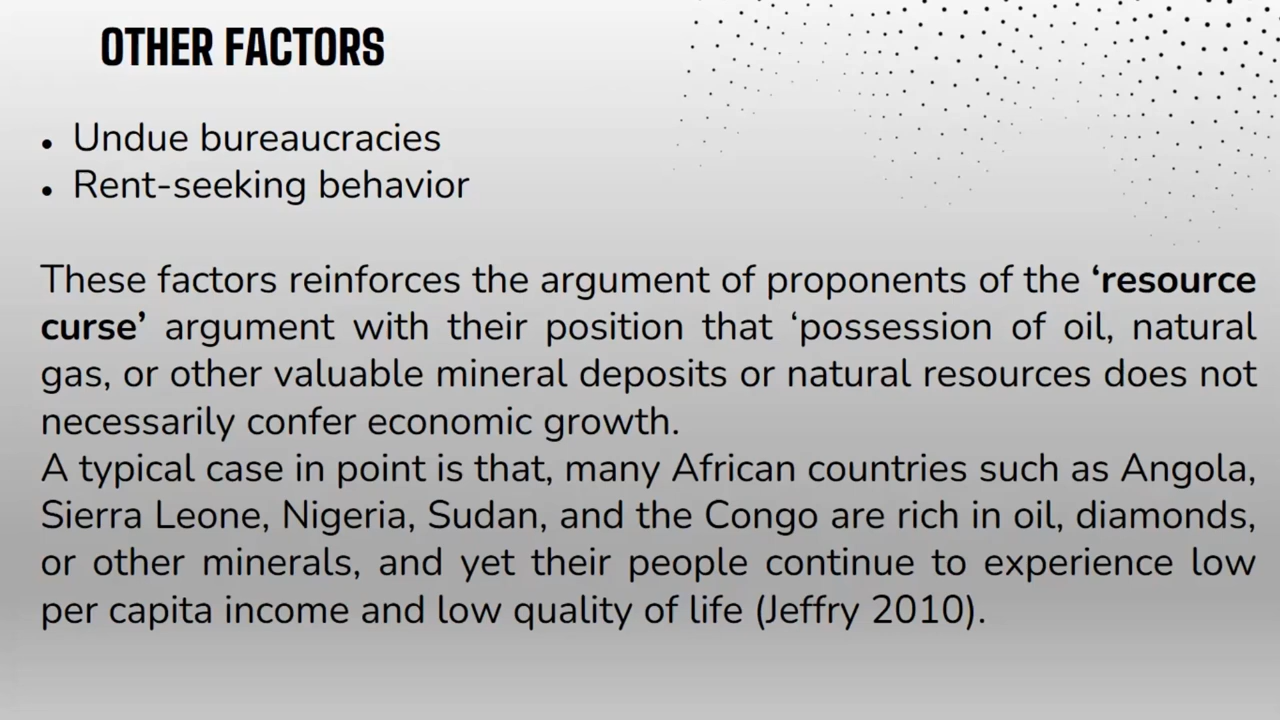 OTHER FACTORS
• Undue bureaucracies
• Rent-seeking behavior
These factors reinforces the argument of proponents of the ‘resource
curse’ argument with their position that ‘possession of oil, natural
gas, or other valuable mineral deposits or natural resources does not
necessarily confer economic growth.
A typical case in point is that, many African countries such as Angola,
Sierra Leone, Nigeria, Sudan, and the Congo are rich in oil, diamonds,
or other minerals, and yet their people continue to experience low
per capita income and low quality of life (Jeffry 2010).